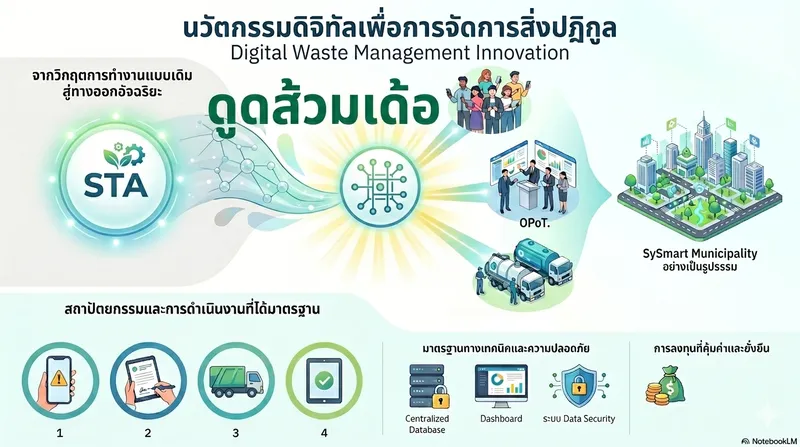 นวัตกรรมดิจิทัลเพื่อการจัดการสิ่งปฏิกูล
Digital Waste Management Innovation
จากวิกฤตการทำงานแบบเดิม
สู่ทางออกอัจฉริยะ
ดูดส้วมเด้อ
STA
OPoT.
SySmart Municipality
อย่างเป็นรูปรรรม
สถาปัตยกรรมและการดำเนินงานที่ได้มาตรฐาน
1
2
3
4
มาตรฐานทางเทคนิคและความปลอดภัย
Centralized
Database
Dashboard
ระบบ Data Security
การลงทุนที่คุ้มค่าและยั่งยืน
NotebookLM